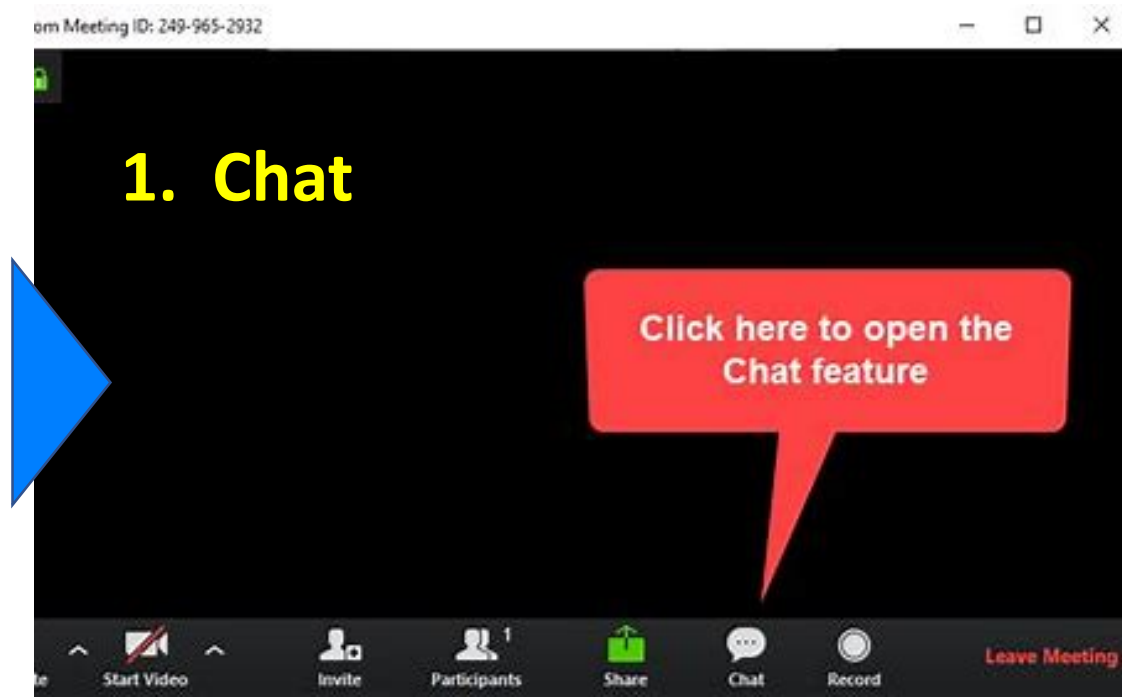 om Meeting ID: 249-965-2932
1. Chat
Click here to open the
Chat feature
1
te Start Video Invite Participants Share Chat Record Leave Meeting